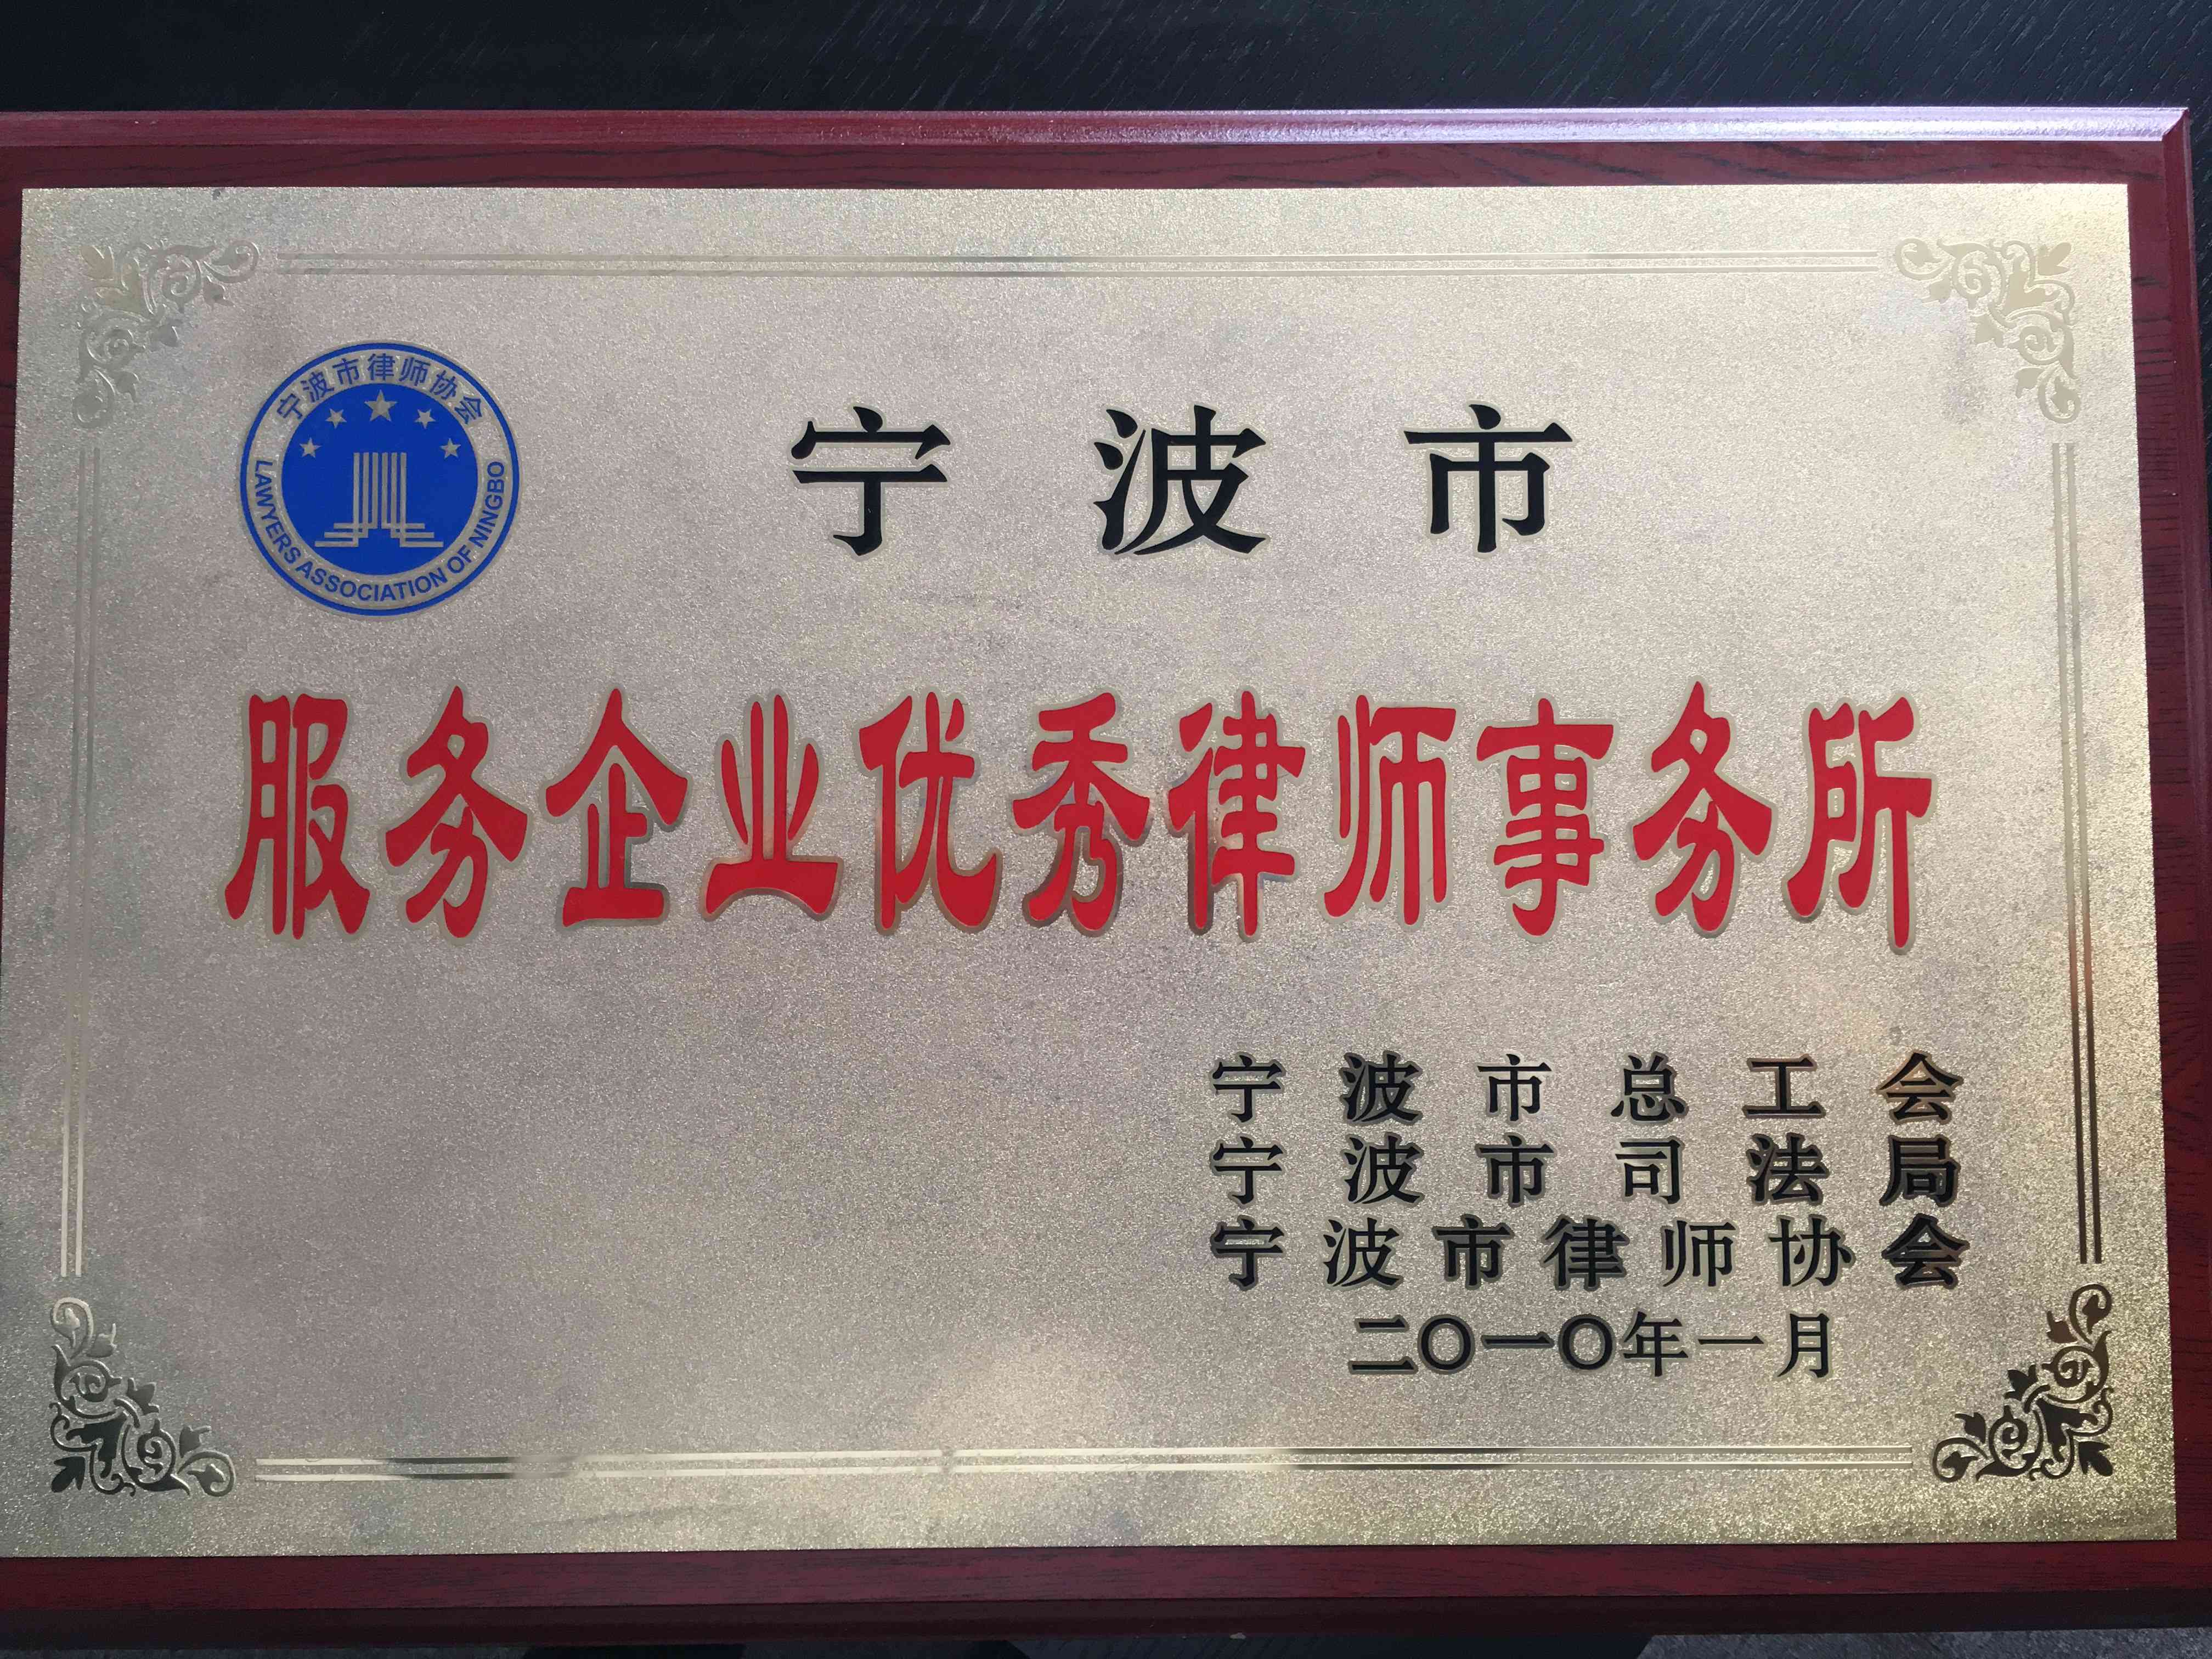 宁波市律师协会
LAWYERS ASSOCIATION OF NINGBO
宁波市
服务企业优秀律师事务所
宁波市总工会
宁波市司法局
宁波市律师协会
二〇一〇年一月